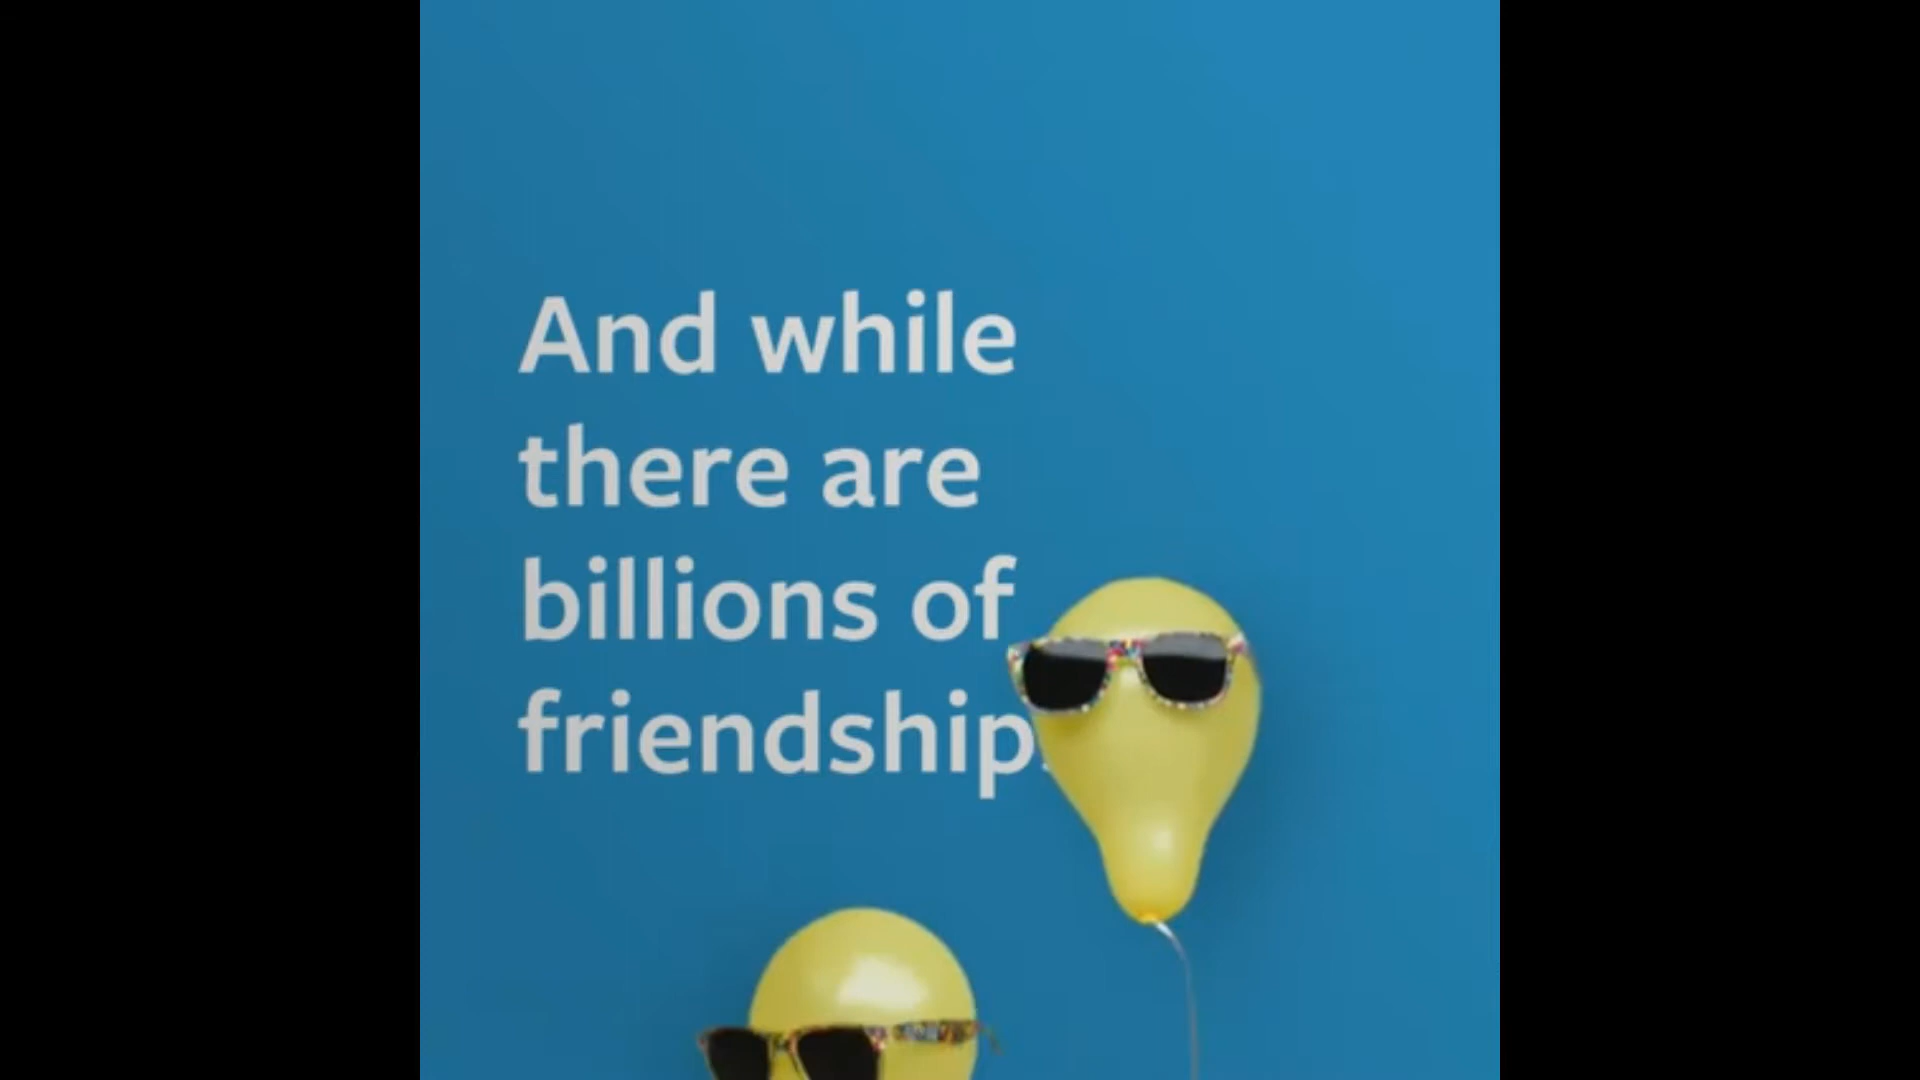 And while
there are
billions of
friendship